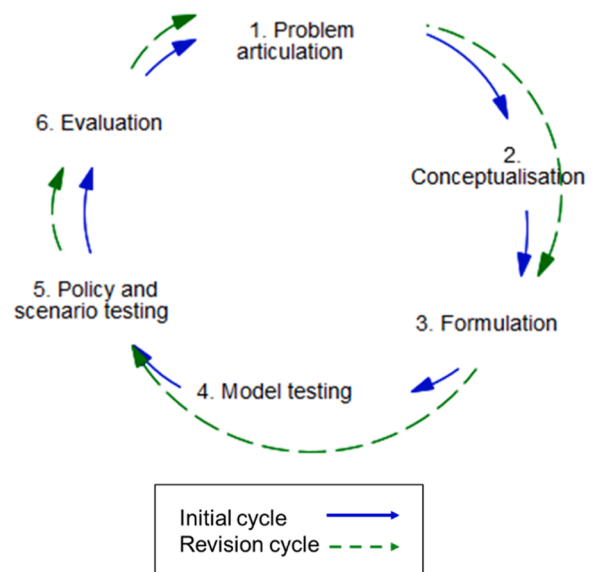 1. Problem
articulation
2.
Conceptualisation
3. Formulation
4. Model testing
5. Policy and
scenario testing
6. Evaluation
Initial cycle
Revision cycle